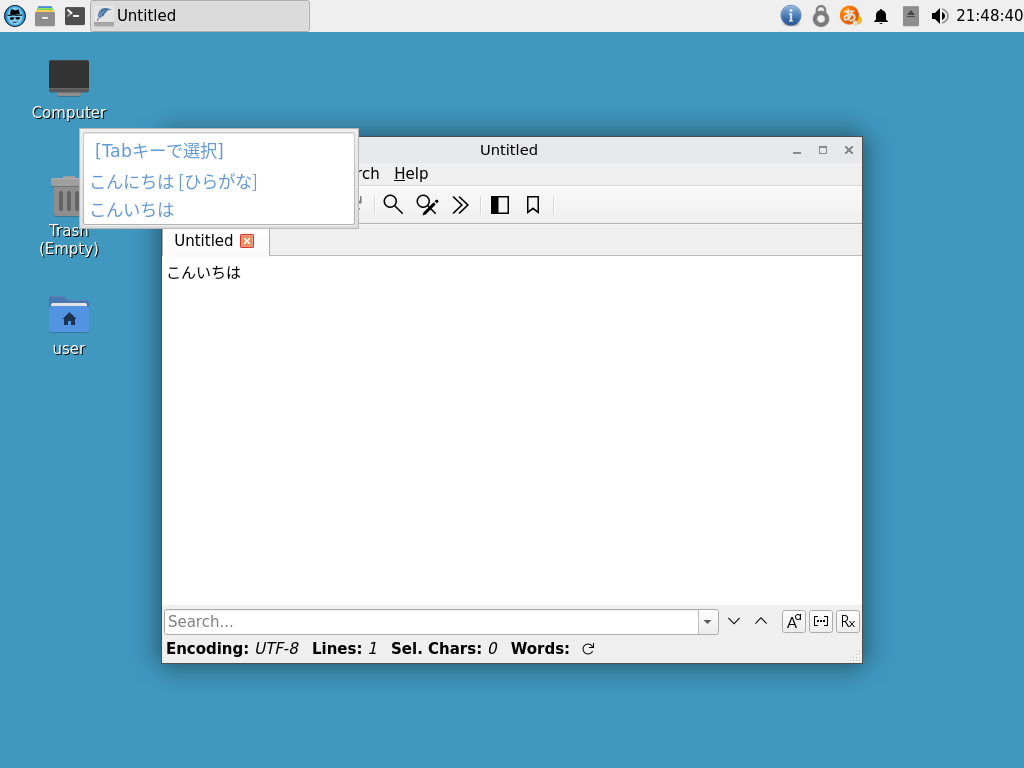 Untitled
あ
21:48:40
Computer
Trash
(Empty)
user
[Tabキーで選択]
こんにちは [ひらがな]
こんいちは
Untitled
rch Help
Untitled
こんいちは
Search...
Encoding: UTF-8 Lines: 1 Sel. Chars: 0 Words: